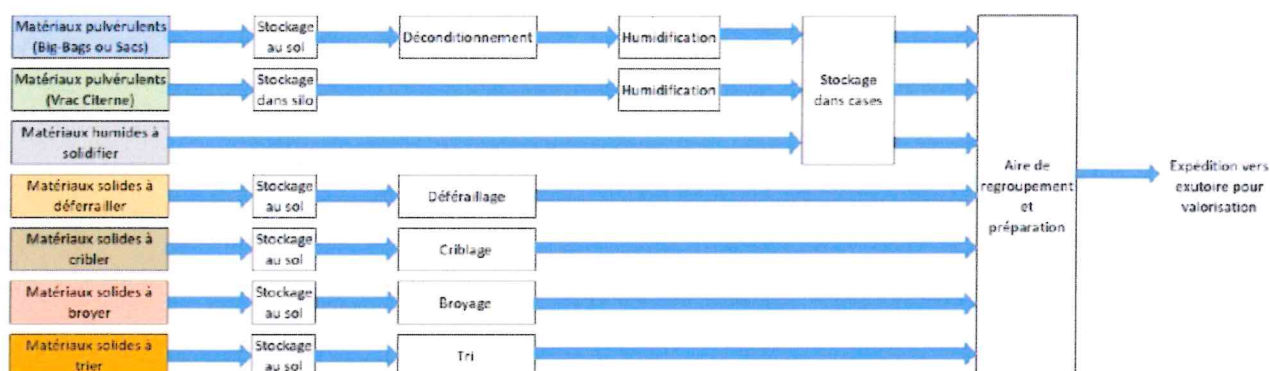 Matériaux pulvérulents
(Big-Bags ou Sacs)
Stockage
au sol
Déconditionnement
Humidification
Matériaux pulvérulents
(Vrac Citerne)
Stockage
dans silo
Humidification
Stockage
dans cases
Matériaux humides à
solidifier
Matériaux solides à
déferrailler
Stockage
au sol
Déféraillage
Matériaux solides à
cribler
Stockage
au sol
Criblage
Matériaux solides à
broyer
Stockage
au sol
Broyage
Matériaux solides à
trier
Stockage
au sol
Tri
Aire de
regroupement
et
préparation
Expédition vers
exutoire pour
valorisation